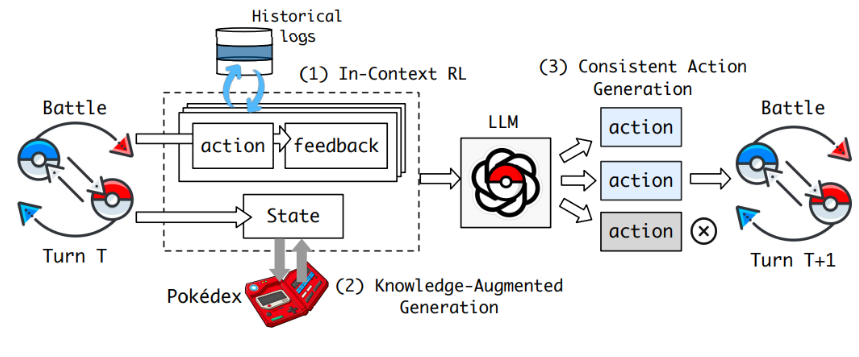 Historical
logs
(1) In-Context RL
(3) Consistent Action
Generation
Battle
action
feedback
LLM
action
Battle
action
State
action
Turn T
Turn T+1
Pokédex
(2) Knowledge-Augmented
Generation